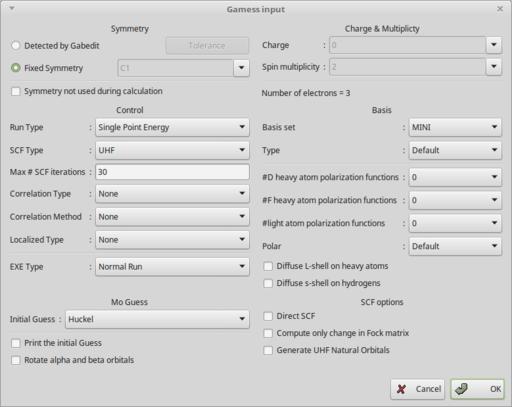 Gamess input
Symmetry
Detected by Gabedit
Tolerance
Fixed Symmetry
C1
Symmetry not used during calculation
Charge & Multiplicty
Charge : 0
Spin multiplicity : 2
Number of electrons = 3
Control
Run Type : Single Point Energy
SCF Type : UHF
Max # SCF iterations : 30
Correlation Type : None
Correlation Method : None
Localized Type : None
EXE Type : Normal Run
Basis
Basis set : MINI
Type : Default
#D heavy atom polarization functions : 0
#F heavy atom polarization functions : 0
#light atom polarization functions : 0
Polar : Default
Diffuse L-shell on heavy atoms
Diffuse s-shell on hydrogens
Mo Guess
Initial Guess : Huckel
Print the initial Guess
Rotate alpha and beta orbitals
SCF options
Direct SCF
Compute only change in Fock matrix
Generate UHF Natural Orbitals
Cancel
OK